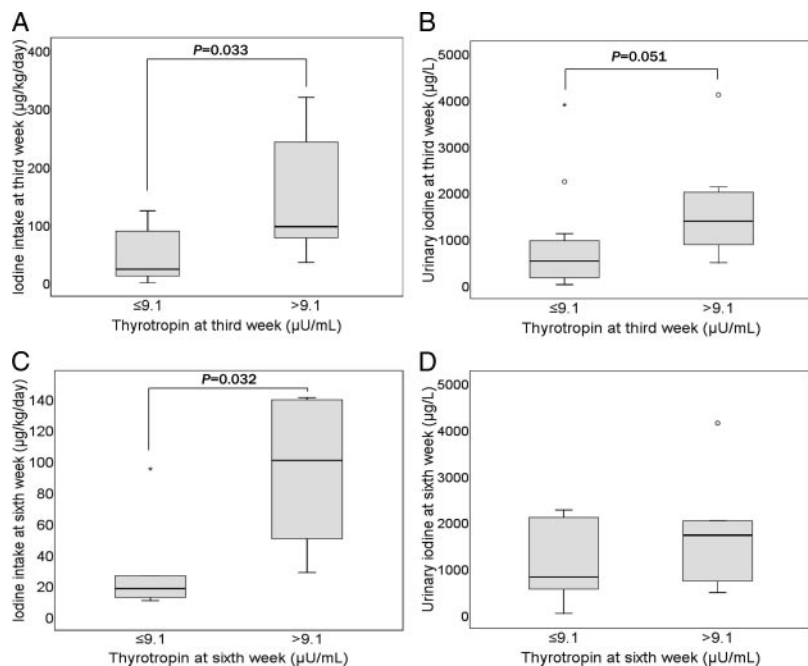 A
Iodine intake at third week (µg/kg/day)
400
300
200
100
0
P=0.033
≤9.1
>9.1
Thyrotropin at third week (µU/mL)
B
Urinary iodine at third week (µg/L)
5000
4000
3000
2000
1000
0
P=0.051
≤9.1
>9.1
Thyrotropin at third week (µU/mL)
C
Iodine intake at sixth week (µg/kg/day)
140
120
100
80
60
40
20
0
P=0.032
≤9.1
>9.1
Thyrotropin at sixth week (µU/mL)
D
Urinary iodine at sixth week (µg/L)
5000
4000
3000
2000
1000
0
≤9.1
>9.1
Thyrotropin at sixth week (µU/mL)